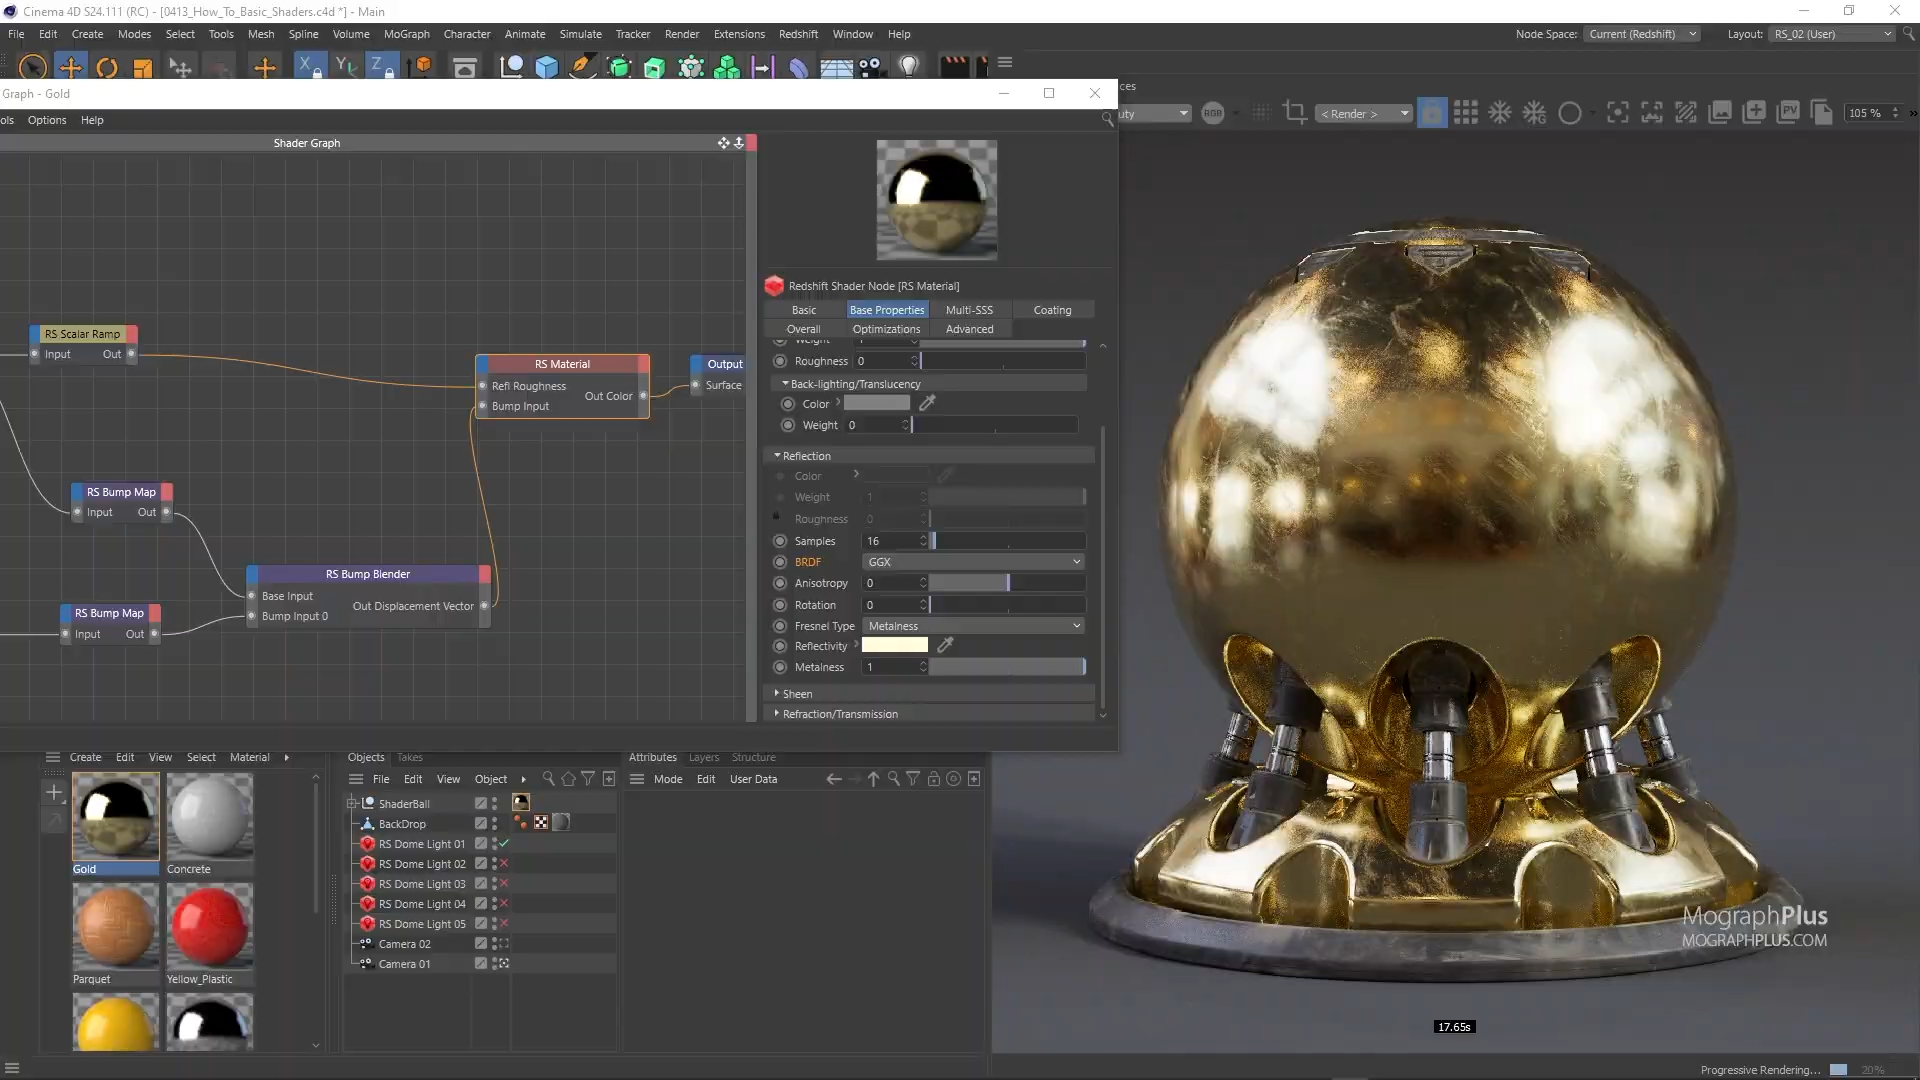 Cinema 4D S24.111 (RC) - [0413_How_To_Basic_Shaders.c4d *] - Main
File Edit Create Modes Select Tools Mesh Spline Volume MoGraph Character Animate Simulate Tracker Render Extensions Redshift Window Help
Node Space: Current (Redshift) Layout: RS_02 (User)
X Y Z
Graph - Gold
ces
ols Options Help
uty RGB < Render > PV 105 %
Shader Graph
RS Scalar Ramp
Input Out
RS Material
Refl Roughness
Out Color
Bump Input
Output
Surface
RS Bump Map
Input Out
RS Bump Blender
Base Input
Out Displacement Vector
Bump Input 0
RS Bump Map
Input Out
Redshift Shader Node [RS Material]
Basic Base Properties Multi-SSS Coating
Overall Optimizations Advanced
Weight 1
Roughness 0
Back-lighting/Translucency
Color
Weight 0
Reflection
Color
Weight 1
Roughness 0
Samples 16
BRDF GGX
Anisotropy 0
Rotation 0
Fresnel Type Metalness
Reflectivity
Metalness 1
Sheen
Refraction/Transmission
Create Edit View Select Material
Gold Concrete
Parquet Yellow_Plastic
Objects Takes
File Edit View Object
ShaderBall
BackDrop
RS Dome Light 01
RS Dome Light 02
RS Dome Light 03
RS Dome Light 04
RS Dome Light 05
Camera 02
Camera 01
Attributes Layers Structure
Mode Edit User Data
MographPlus
MOGRAPHPLUS.COM
17.65s
Progressive Rendering... 20%